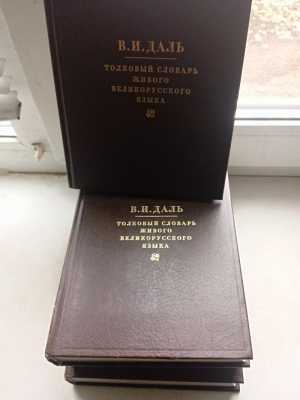 В.И.ДАЛЬ
ТОЛКОВЫЙ СЛОВАРЬ
ЖИВОГО
ВЕЛИКОРУССКОГО
ЯЗЫКА
В.И.ДАЛЬ
ТОЛКОВЫЙ СЛОВАРЬ
ЖИВОГО
ВЕЛИКОРУССКОГО
ЯЗЫКА